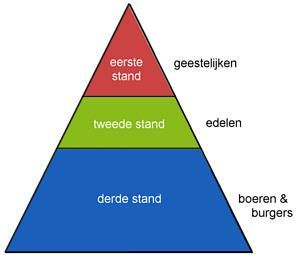 eerste
stand
geestelijken
tweede stand
edelen
derde stand
boeren &
burgers